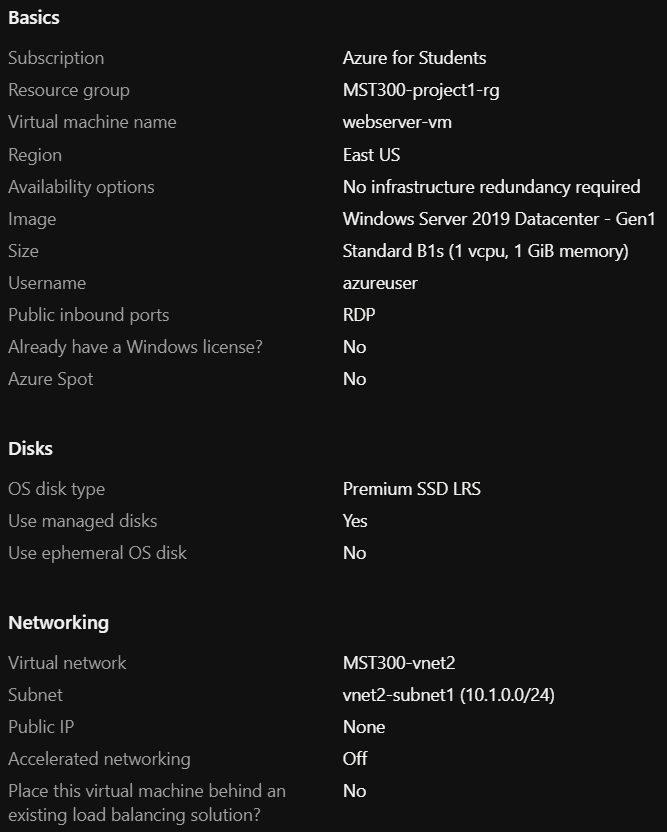 Basics
Subscription Azure for Students
Resource group MST300-project1-rg
Virtual machine name webserver-vm
Region East US
Availability options No infrastructure redundancy required
Image Windows Server 2019 Datacenter - Gen1
Size Standard B1s (1 vcpu, 1 GiB memory)
Username azureuser
Public inbound ports RDP
Already have a Windows license? No
Azure Spot No
Disks
OS disk type Premium SSD LRS
Use managed disks Yes
Use ephemeral OS disk No
Networking
Virtual network MST300-vnet2
Subnet vnet2-subnet1 (10.1.0.0/24)
Public IP None
Accelerated networking Off
Place this virtual machine behind an No
existing load balancing solution?